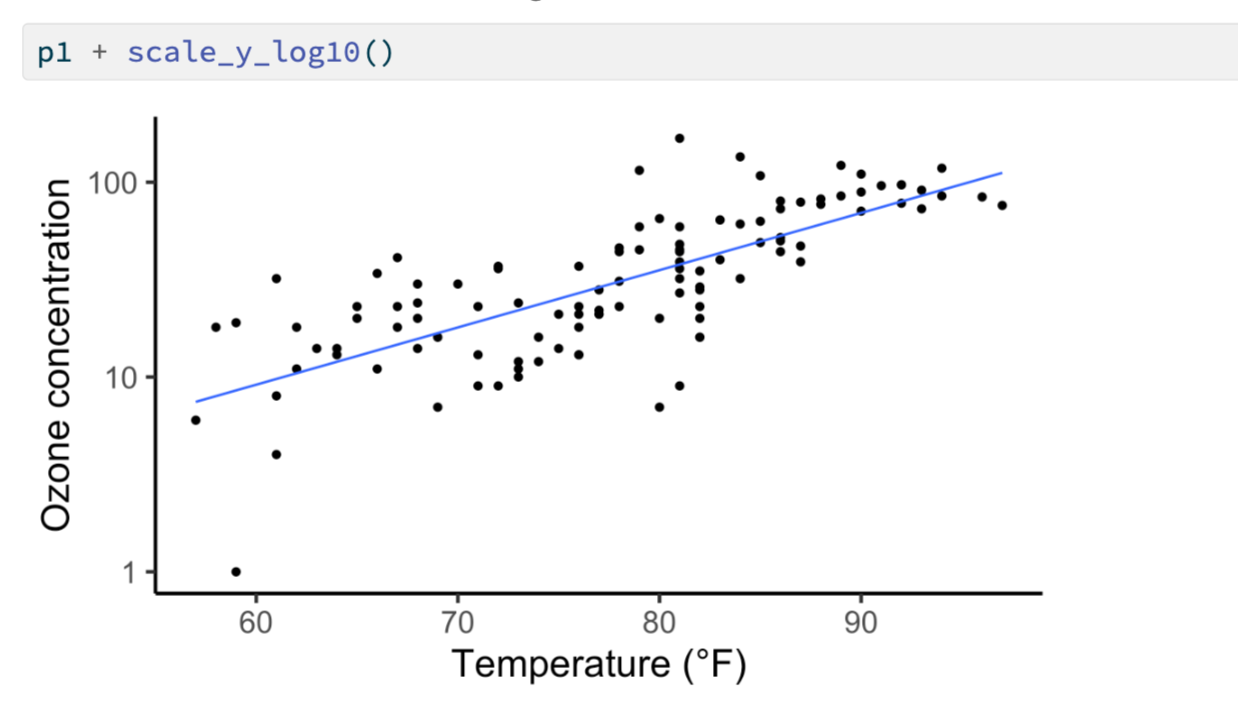 p1 + scale_y_log10()
100
10
1
Ozone concentration
60 70 80 90
Temperature (°F)